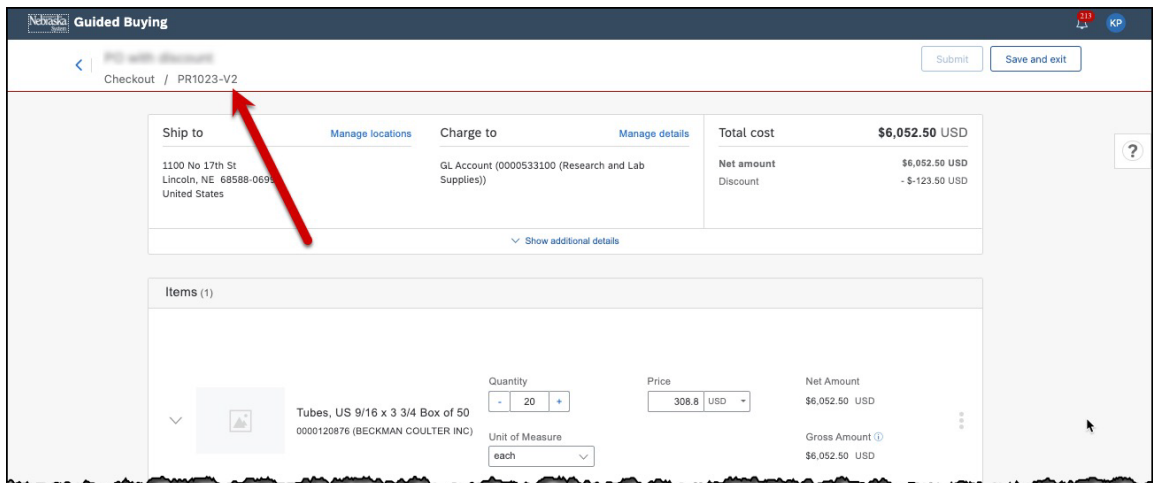 Nebraska Guided Buying
System
213
KP
Checkout / PR1023-V2
Submit
Save and exit
Ship to
Manage locations
1100 No 17th St
Lincoln, NE 68588-069
United States
Charge to
Manage details
GL Account (0000533100 (Research and Lab
Supplies))
Total cost
$6,052.50 USD
Net amount
$6,052.50 USD
Discount
- $-123.50 USD
?
Show additional details
Items (1)
Tubes, US 9/16 x 3 3/4 Box of 50
0000120876 (BECKMAN COULTER INC)
Quantity
- 20 +
Unit of Measure
each
Price
308.8 USD
Net Amount
$6,052.50 USD
Gross Amount
$6,052.50 USD